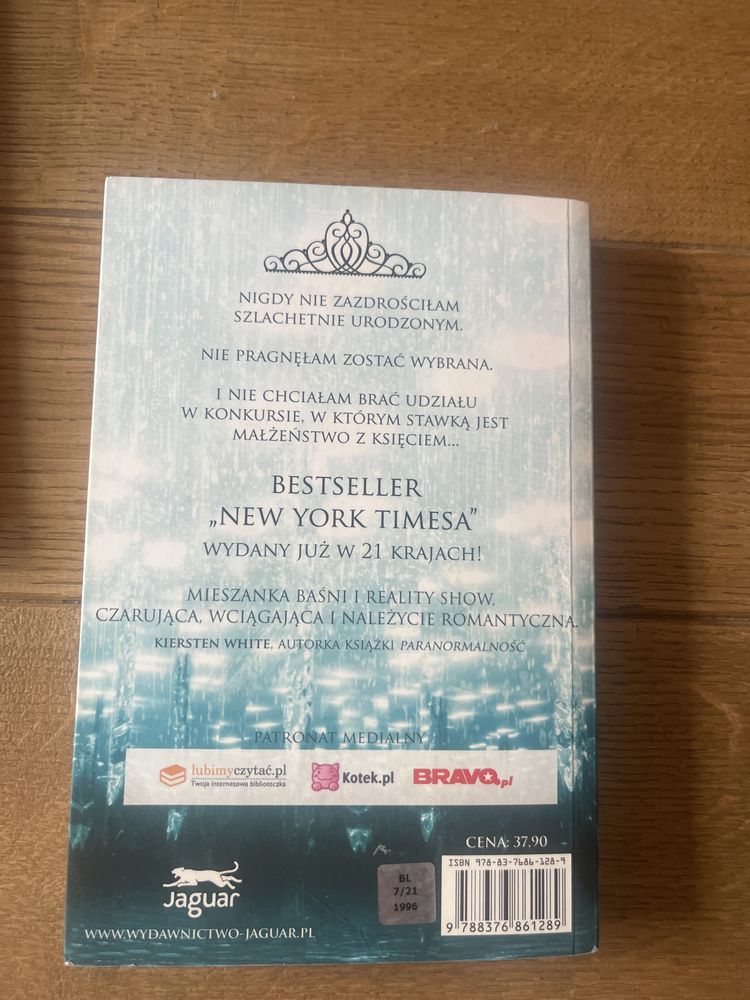 NIGDY NIE ZAZDROŚCIŁAM
SZLACHETNIE URODZONYM.
NIE PRAGNĘŁAM ZOSTAĆ WYBRANA.
I NIE CHCIAŁAM BRAĆ UDZIAŁU
W KONKURSIE, W KTÓRYM STAWKĄ JEST
MAŁŻEŃSTWO Z KSIĘCIEM...
BESTSELLER
„NEW YORK TIMESA”
WYDANY JUŻ W 21 KRAJACH!
MIESZANKA BAŚNI I REALITY SHOW,
CZARUJĄCA, WCIĄGAJĄCA I NALEŻYCIE ROMANTYCZNA.
KIERSTEN WHITE, AUTORKA KSIĄŻKI PARANORMALNOŚĆ
PATRONAT MEDIALNY
lubimyczytać.pl
Twoja internetowa biblioteczka
Kotek.pl
BRAVO.pl
CENA: 37,90
ISBN 978-83-7686-128-9
9 788376 861289
BL
7/21
1996
Jaguar
WWW.WYDAWNICTWO-JAGUAR.PL